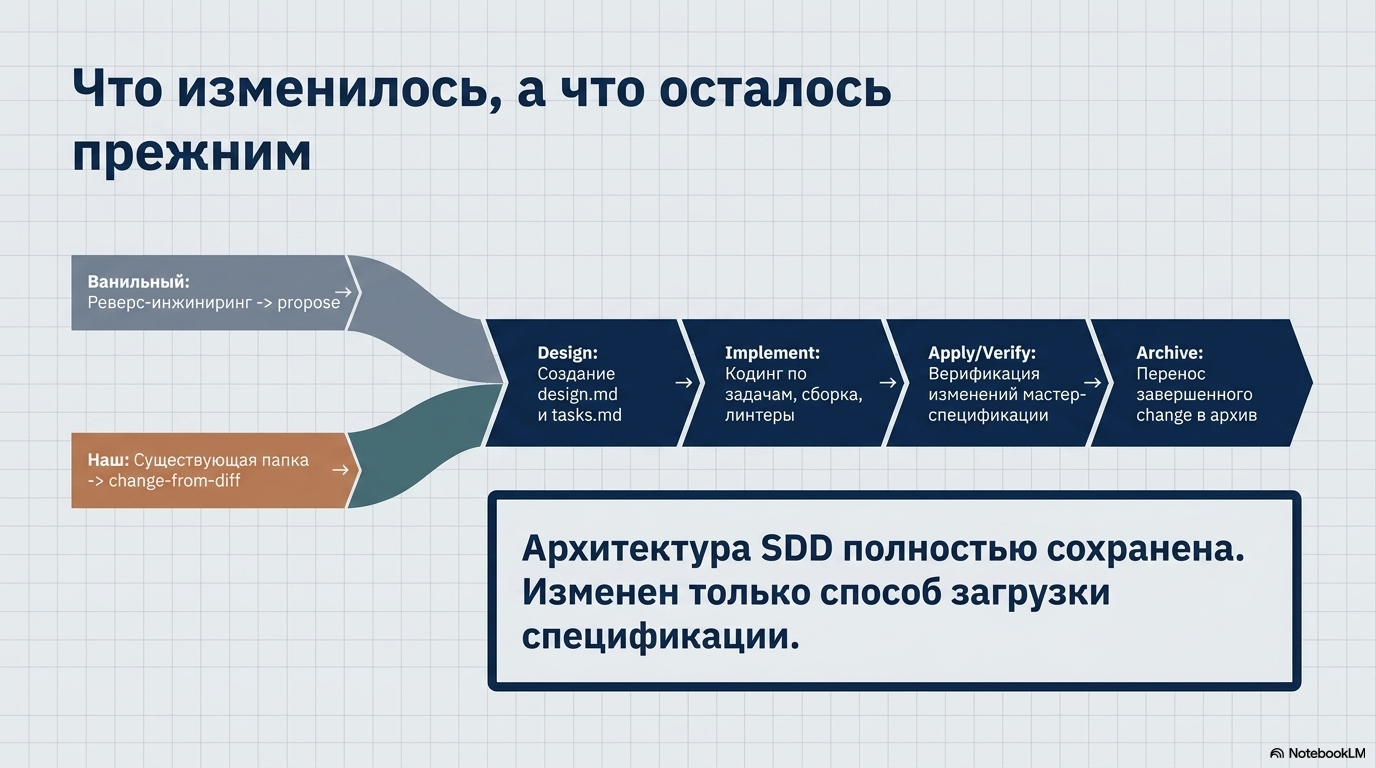 Что изменилось, а что осталось
прежним
Ванильный:
Реверс-инжиниринг -> propose
→
Наш: Существующая папка
-> change-from-diff
→
Design:
Создание
design.md
и tasks.md
→
Implement:
Кодинг по
задачам, сборка,
линтеры
→
Apply/Verify:
Верификация
изменений мастер-
спецификации
→
Archive:
Перенос
завершенного
change в архив
Архитектура SDD полностью сохранена.
Изменен только способ загрузки
спецификации.
NotebookLM